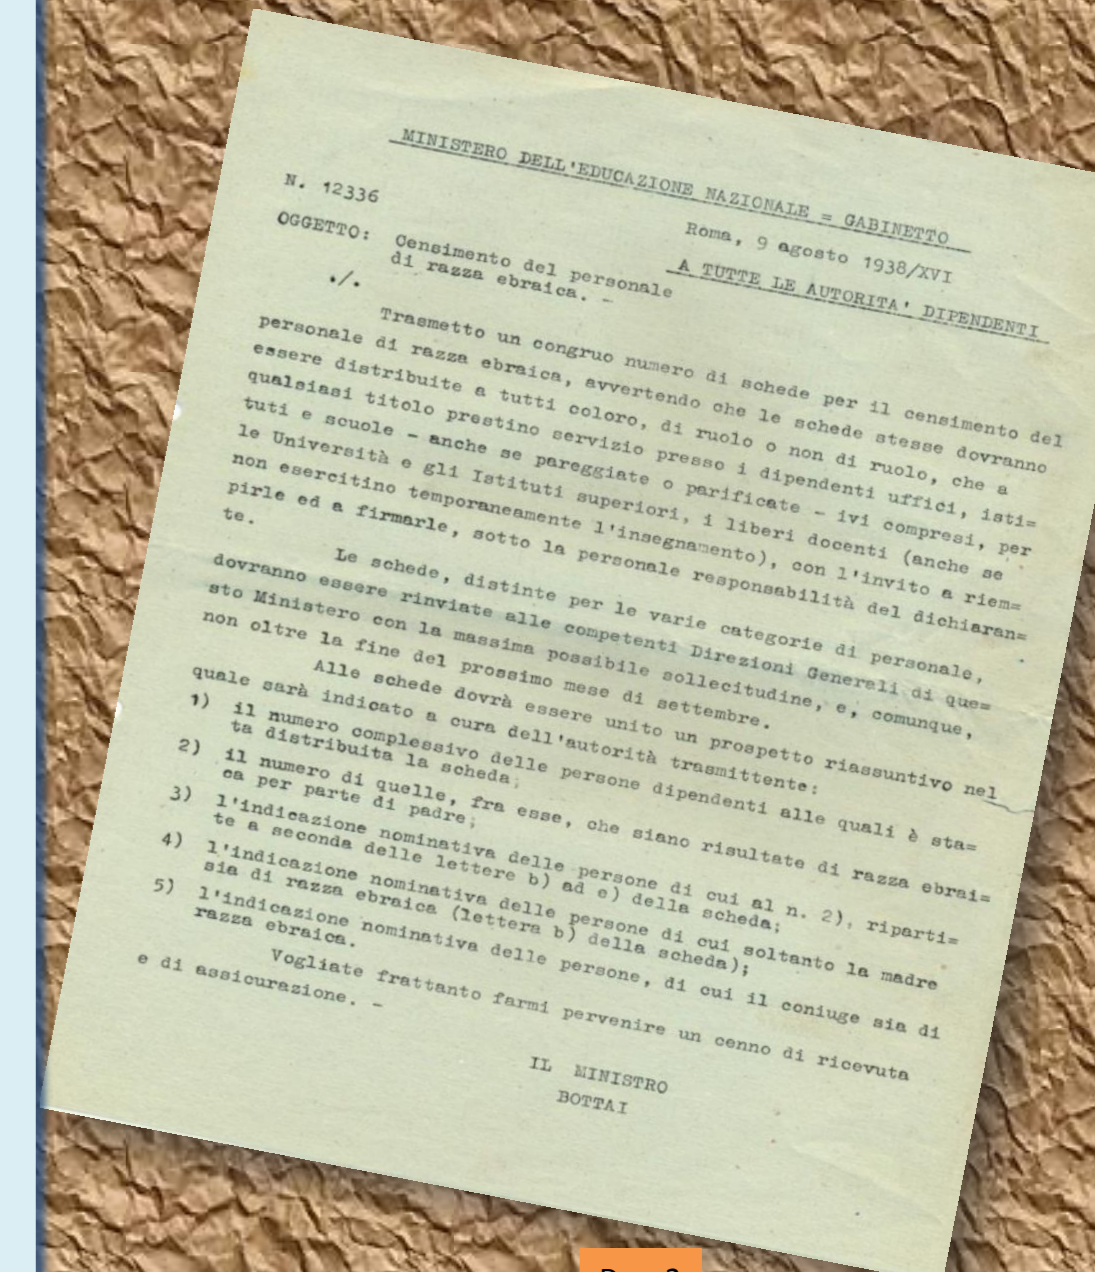 MINISTERO DELL'EDUCAZIONE NAZIONALE = GABINETTO
N. 12336
Roma, 9 agosto 1938/XVI
OGGETTO: Censimento del personale
di razza ebraica. -
A TUTTE LE AUTORITA' DIPENDENTI
./.
Trasmetto un congruo numero di schede per il censimento del
personale di razza ebraica, avvertendo che le schede stesse dovranno
essere distribuite a tutti coloro, di ruolo o non di ruolo, che a
qualsiasi titolo prestino servizio presso i dipendenti uffici, isti=
tuti e scuole - anche se pareggiate o parificate - ivi compresi, per
le Università e gli Istituti superiori, i liberi docenti (anche se
non esercitino temporaneamente l'insegnamento), con l'invito a riem=
pirle ed a firmarle, sotto la personale responsabilità del dichiaran=
te.
Le schede, distinte per le varie categorie di personale,
dovranno essere rinviate alle competenti Direzioni Generali di que=
sto Ministero con la massima possibile sollecitudine, e, comunque,
non oltre la fine del prossimo mese di settembre.
Alle schede dovrà essere unito un prospetto riassuntivo nel
quale sarà indicato a cura dell'autorità trasmittente:
1) il numero complessivo delle persone dipendenti alle quali è sta=
ta distribuita la scheda;
2) il numero di quelle, fra esse, che siano risultate di razza ebrai=
ca per parte di padre;
3) l'indicazione nominativa delle persone di cui al n. 2), riparti=
te a seconda delle lettere b) ad e) della scheda;
4) l'indicazione nominativa delle persone di cui soltanto la madre
sia di razza ebraica (lettera b) della scheda);
5) l'indicazione nominativa delle persone, di cui il coniuge sia di
razza ebraica.
Vogliate frattanto farmi pervenire un cenno di ricevuta
e di assicurazione. -
IL MINISTRO
BOTTAI